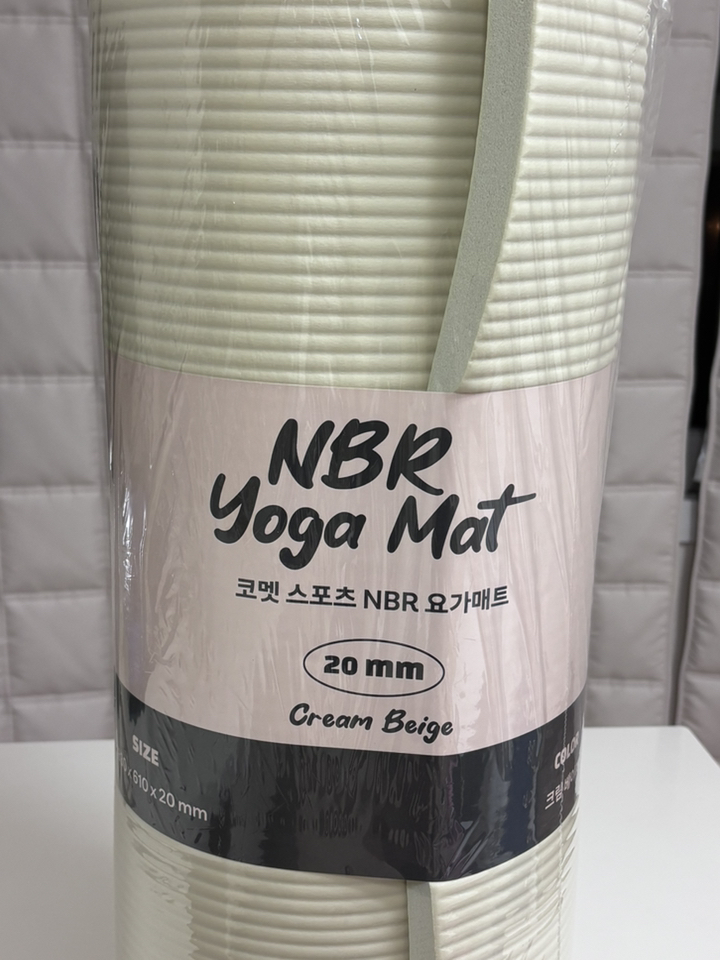 NBR
Yoga Mat
코멧 스포츠 NBR 요가매트
20 mm
Cream Beige
SIZE
610 x 20 mm
COLOR